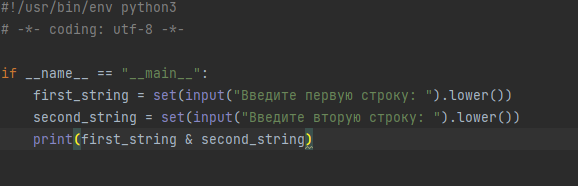 #!/usr/bin/env python3
# -*- coding: utf-8 -*-
if __name__ == "__main__":
first_string = set(input("Введите первую строку: ").lower())
second_string = set(input("Введите вторую строку: ").lower())
print(first_string & second_string)